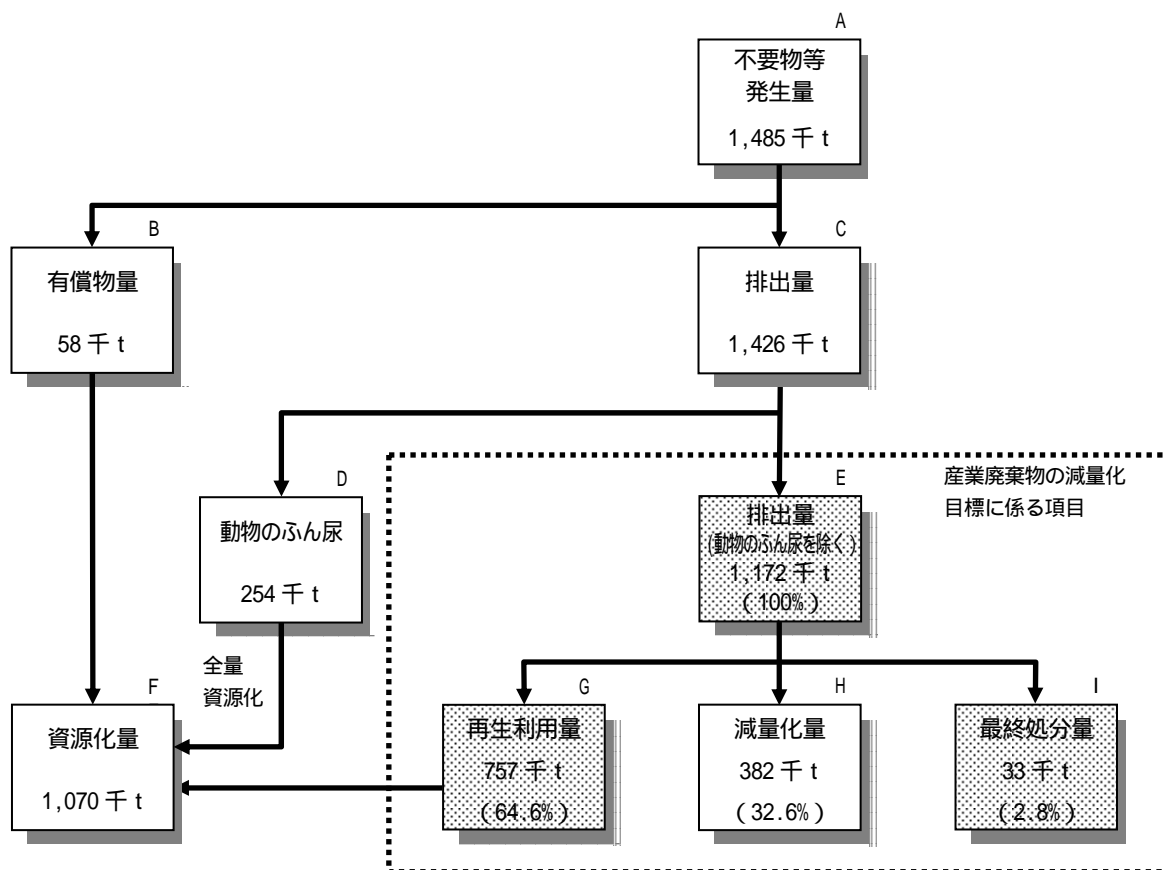 A
不要物等
発生量
1,485 千 t
B
有償物量
58 千 t
C
排出量
1,426 千 t
産業廃棄物の減量化
目標に係る項目
D
動物のふん尿
254 千 t
E
排出量
(動物のふん尿を除く)
1,172 千 t
(100%)
全量
資源化
F
資源化量
1,070 千 t
G
再生利用量
757 千 t
(64.6%)
H
減量化量
382 千 t
(32.6%)
I
最終処分量
33 千 t
(2.8%)